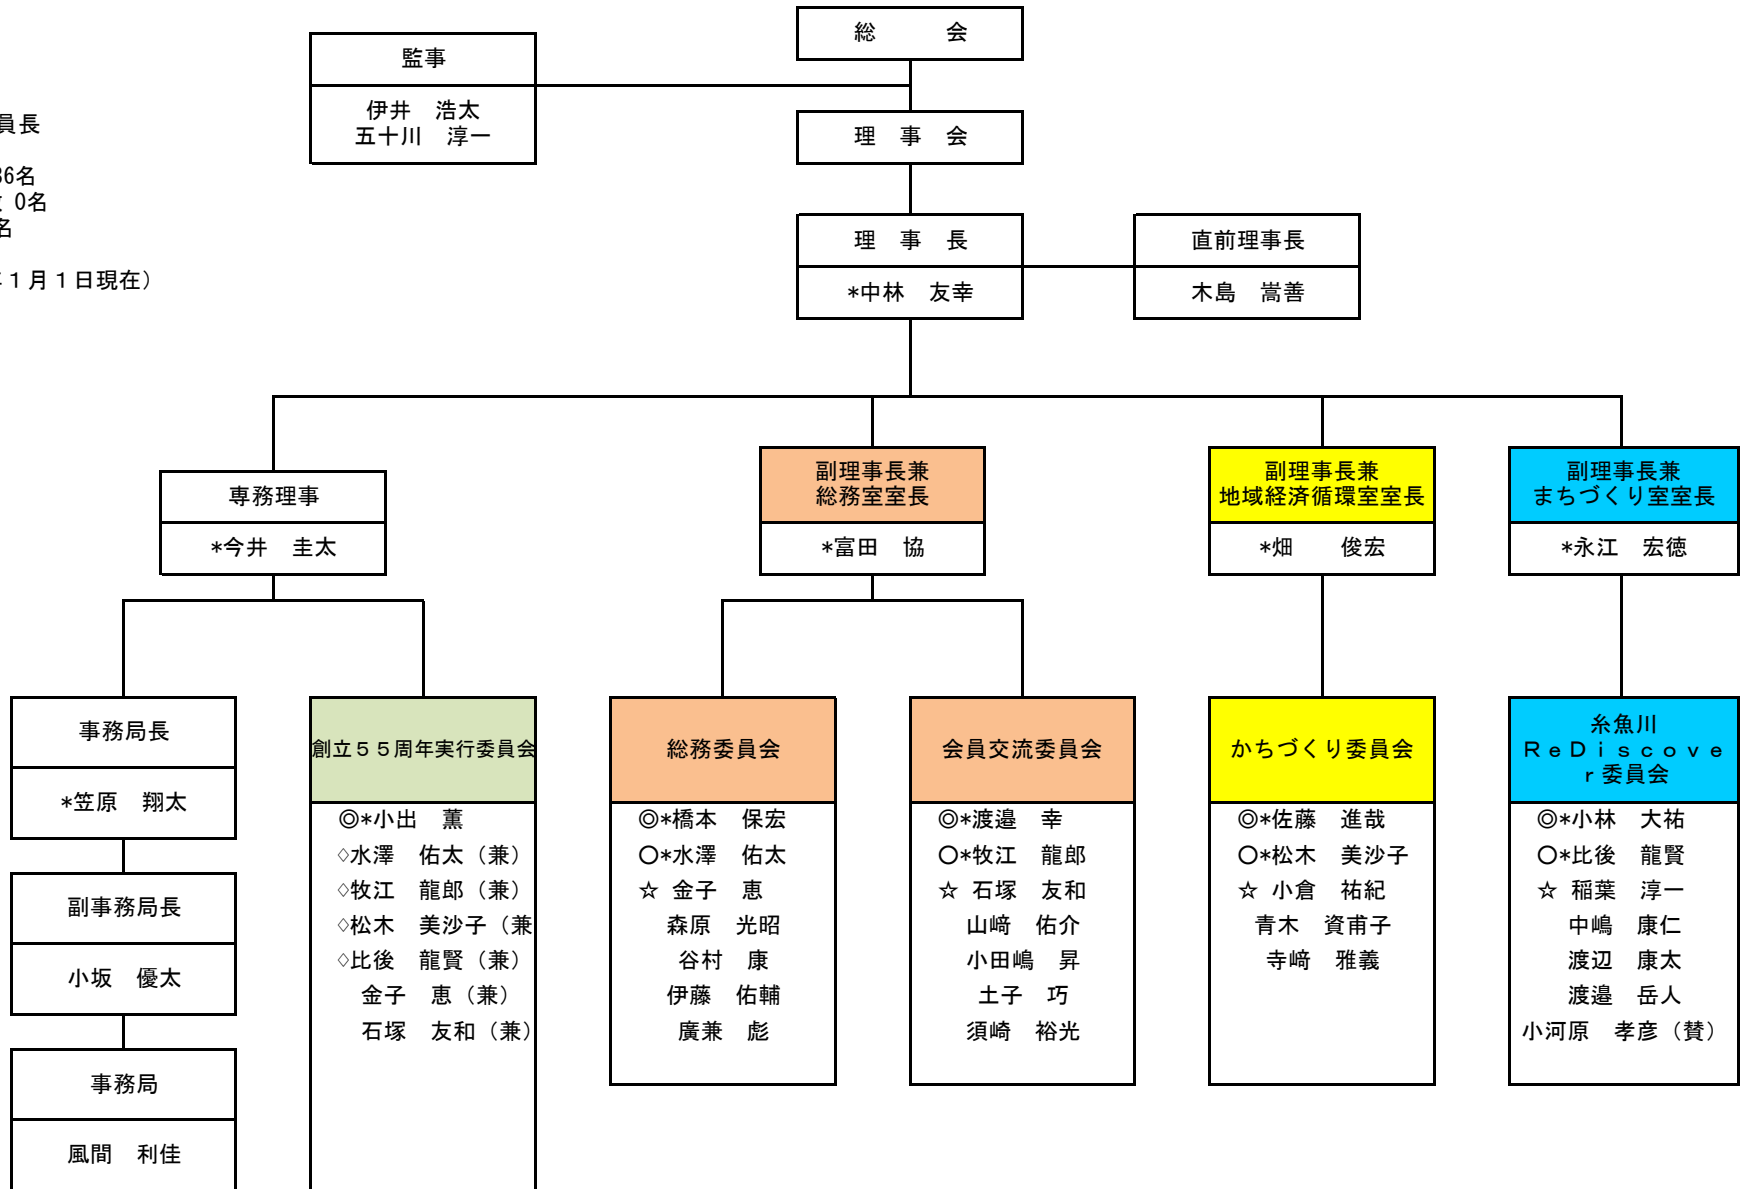 総　会
監事
伊井　浩太
五十川　淳一
員長
36名
0名
名
１月１日現在）
理　事　会
理　事　長
*中林　友幸
直前理事長
木島　嵩善
専務理事
*今井　圭太
副理事長兼
総務室室長
*富田　協
副理事長兼
地域経済循環室室長
*畑　俊宏
副理事長兼
まちづくり室室長
*永江　宏徳
事務局長
*笠原　翔太
副事務局長
小坂　優太
事務局
風間　利佳
創立５５周年実行委員会
◎*小出　薫
◇水澤　佑太（兼）
◇牧江　龍郎（兼）
◇松木　美沙子（兼
◇比後　龍賢（兼）
金子　恵（兼）
石塚　友和（兼）
総務委員会
◎*橋本　保宏
〇*水澤　佑太
☆ 金子　恵
森原　光昭
谷村　康
伊藤　佑輔
廣兼　彪
会員交流委員会
◎*渡邉　幸
〇*牧江　龍郎
☆ 石塚　友和
山﨑　佑介
小田嶋　昇
土子　巧
須崎　裕光
かちづくり委員会
◎*佐藤　進哉
〇*松木　美沙子
☆ 小倉　祐紀
青木　資甫子
寺﨑　雅義
糸魚川
ＲｅＤｉｓｃｏｖｅ
ｒ委員会
◎*小林　大祐
〇*比後　龍賢
☆ 稲葉　淳一
中嶋　康仁
渡辺　康太
渡邉　岳人
小河原　孝彦（賛）